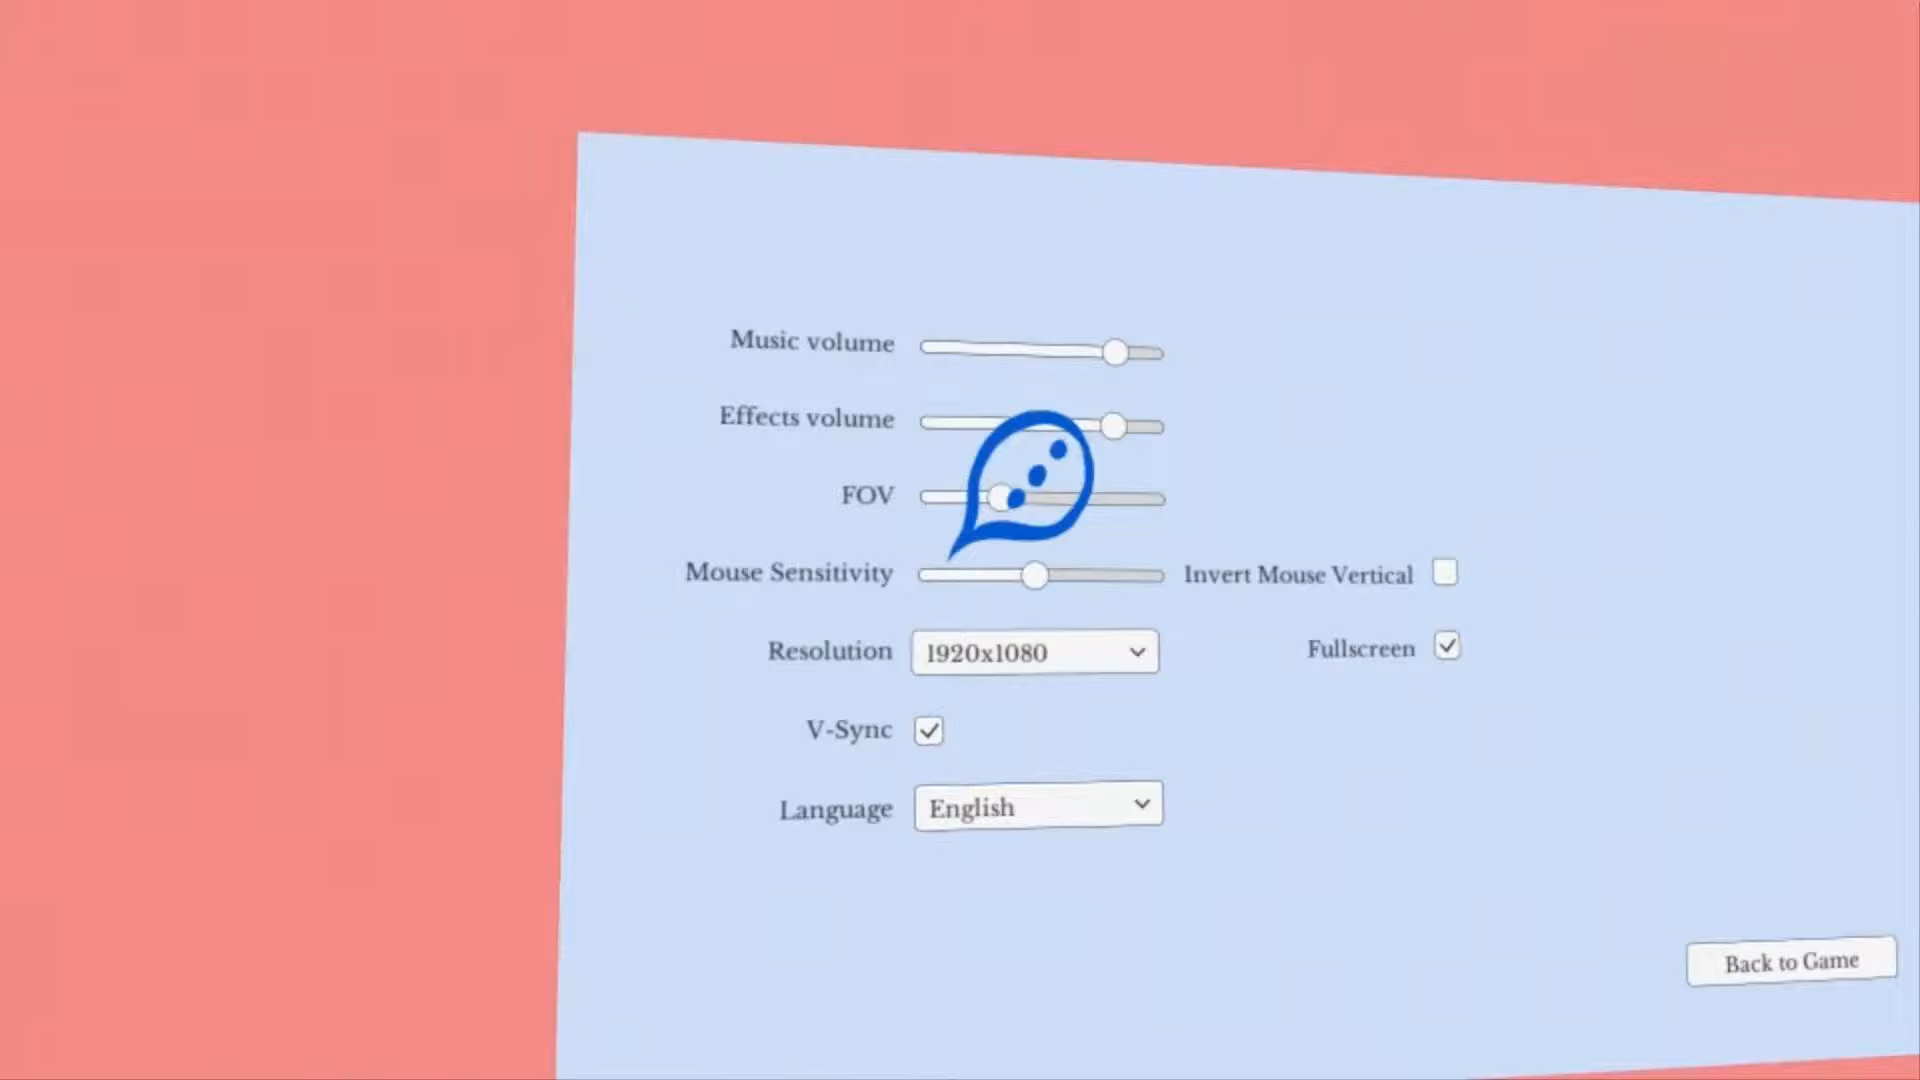 Music volume
Effects volume
FOV
Mouse Sensitivity
Invert Mouse Vertical
Resolution
1920x1080
Fullscreen
V-Sync
Language
English
Back to Game